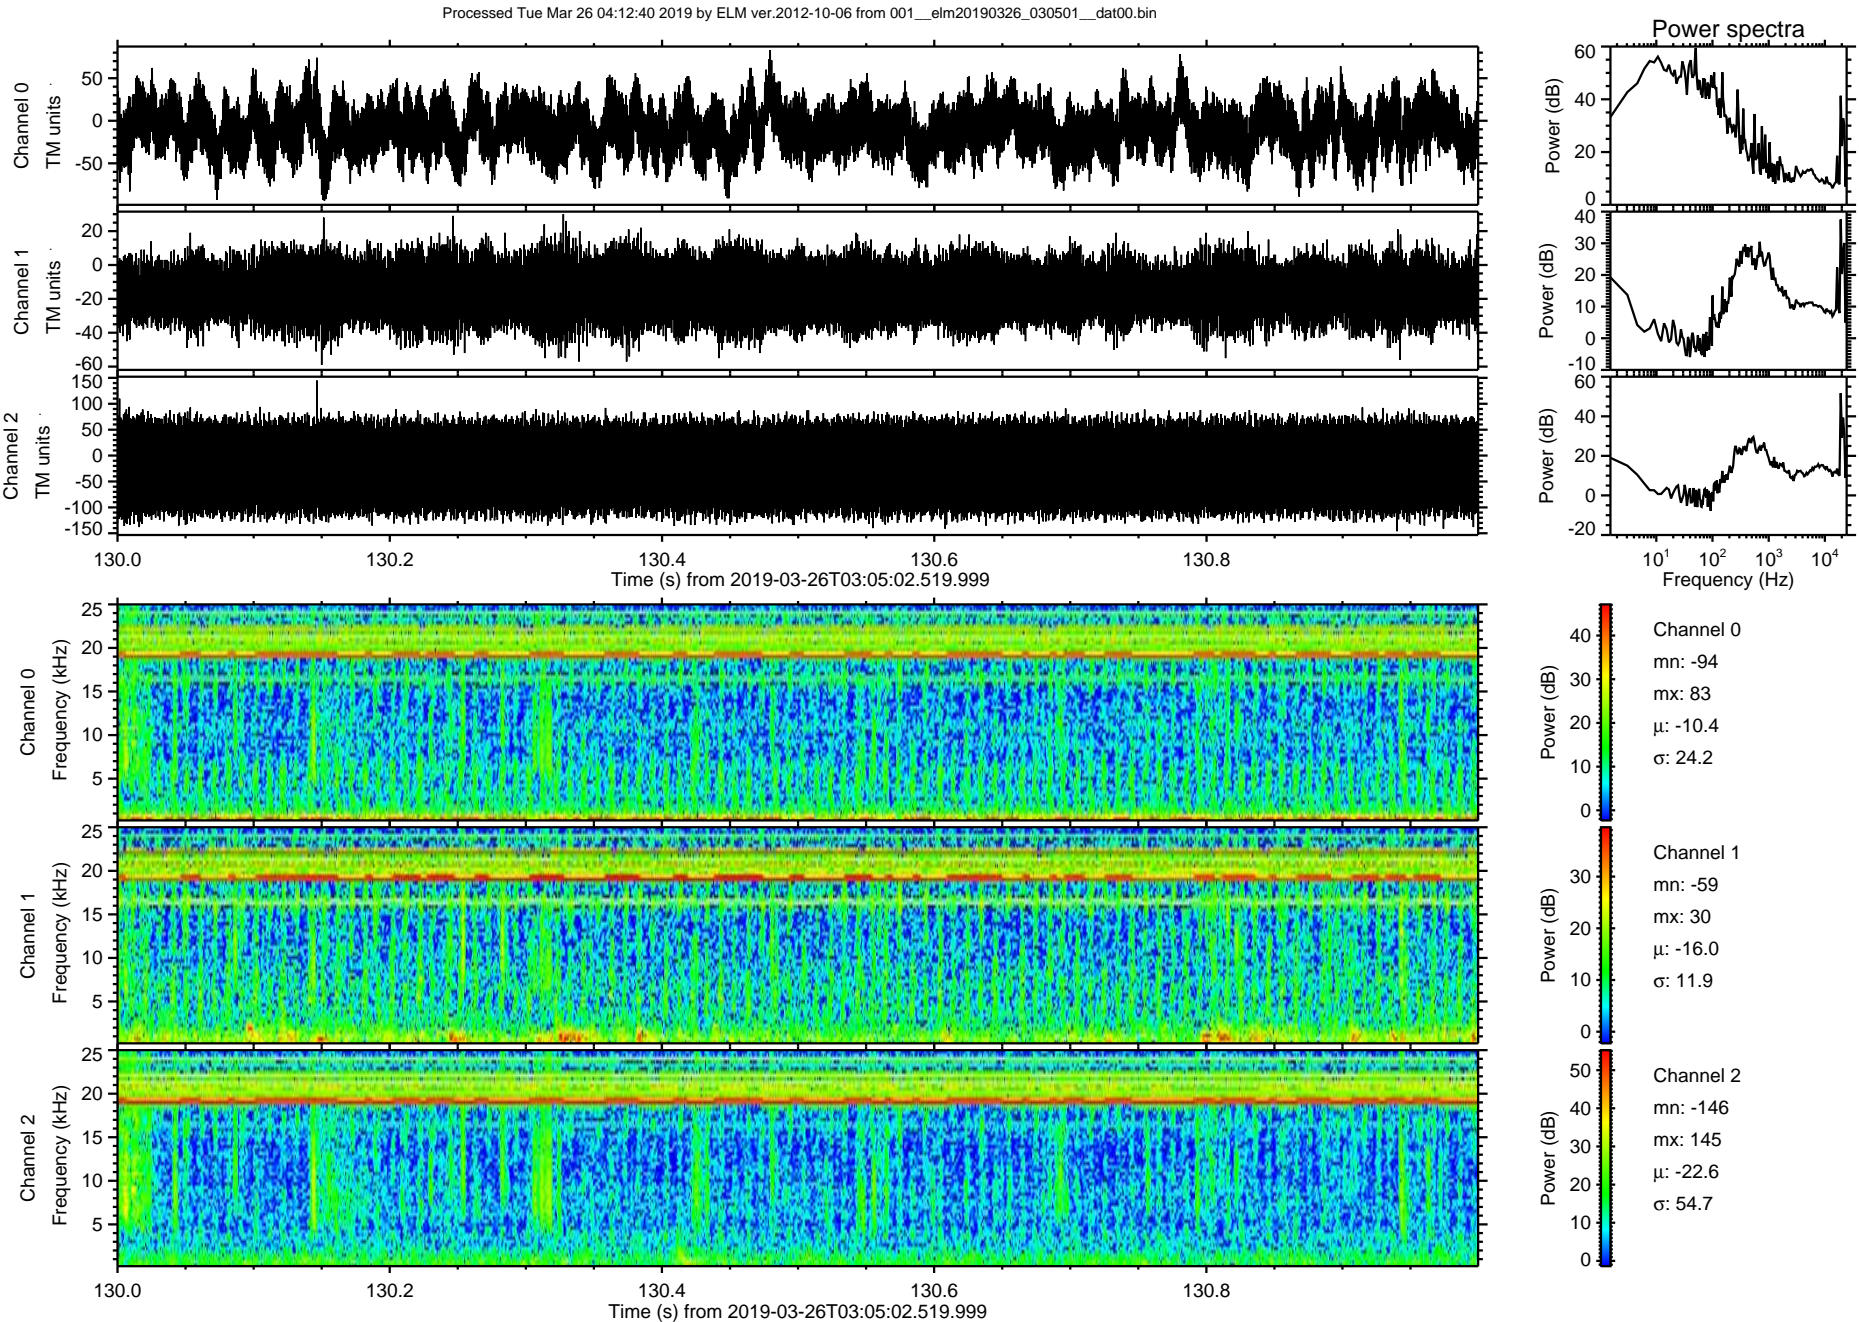 Processed Tue Mar 26 04:12:40 2019 by ELM ver.2012-10-06 from 001__elm20190326_030501__dat00.bin
Power spectra
Channel 0
TM units
50
0
-50
Power (dB)
60
40
20
0
Channel 1
TM units
20
0
-20
-40
-60
Power (dB)
40
30
20
10
0
-10
Channel 2
TM units
150
100
50
0
-50
-100
-150
Power (dB)
60
40
20
0
-20
130.0 130.2 130.4 130.6 130.8
Time (s) from 2019-03-26T03:05:02.519.999
10¹ 10² 10³ 10⁴
Frequency (Hz)
Channel 0
Frequency (kHz)
25
20
15
10
5
Power (dB)
40
30
20
10
0
Channel 0
mn: -94
mx: 83
µ: -10.4
σ: 24.2
Channel 1
Frequency (kHz)
25
20
15
10
5
Power (dB)
30
20
10
0
Channel 1
mn: -59
mx: 30
µ: -16.0
σ: 11.9
Channel 2
Frequency (kHz)
25
20
15
10
5
Power (dB)
50
40
30
20
10
0
Channel 2
mn: -146
mx: 145
µ: -22.6
σ: 54.7
130.0 130.2 130.4 130.6 130.8
Time (s) from 2019-03-26T03:05:02.519.999